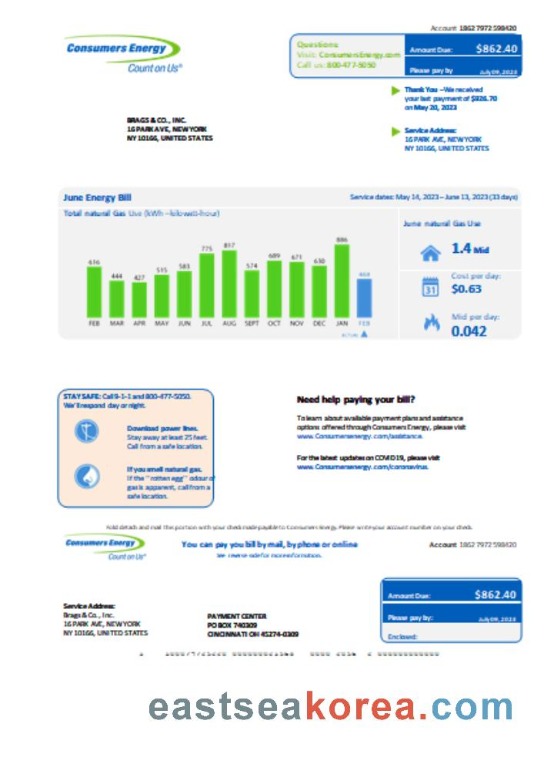 Account 1862 7972 598420
Consumers Energy
Count on Us®
Questions
Visit: ConsumersEnergy.com
Call us: 800-477-5050
Amount Due: $862.40
Please pay by July 09, 2023
Thank You –We received
your last payment of $826.70
on May 20, 2023
BRAGS & CO., INC.
16 PARK AVE, NEW YORK
NY 10166, UNITED STATES
Service Address:
16 PARK AVE, NEW YORK
NY 10166, UNITED STATES
June Energy Bill
Service dates: May 14, 2023 – June 13, 2023 (33 days)
Total natural Gas Use (kWh –kilowatt-hour)
616 444 427 515 583 775 817 574 689 671 630 886
FEB MAR APR MAY JUN JUL AUG SEPT OCT NOV DEC JAN FEB
ACTUAL
June natural Gas Use
1.4 Mid
Cost per day:
31
$0.63
Mid per day:
0.042
STAY SAFE: Call 9-1-1 and 800-477-5050.
We'll respond day or night.
Download power lines.
Stay away at least 25 feet.
Call from a safe location.
If you smell natural gas.
If the "rotten egg" odour of
gas is apparent, call from a
safe location.
Need help paying your bill?
To learn about available payment plans and assistance
options offered through Consumers Energy, please visit
www.Consumersenergy.com/assistance.
For the latest updates on COVID19, please visit
www.Consumersenergy.com/coronavirus.
Fold details and mail this portion with your check made payable to Consumers Energy. Please write your account number on your check.
Consumers Energy
Count on Us®
You can pay you bill by mail, by phone or online
See reverse side for more information.
Account 1862 7972 598420
Service Address:
Brags & Co., Inc.
16 PARK AVE, NEW YORK
NY 10166, UNITED STATES
PAYMENT CENTER
PO BOX 740309
CINCINNATI OH 45274-0309
Amount Due: $862.40
Please pay by: July 09, 2023
Enclosed:
eastseakorea.com